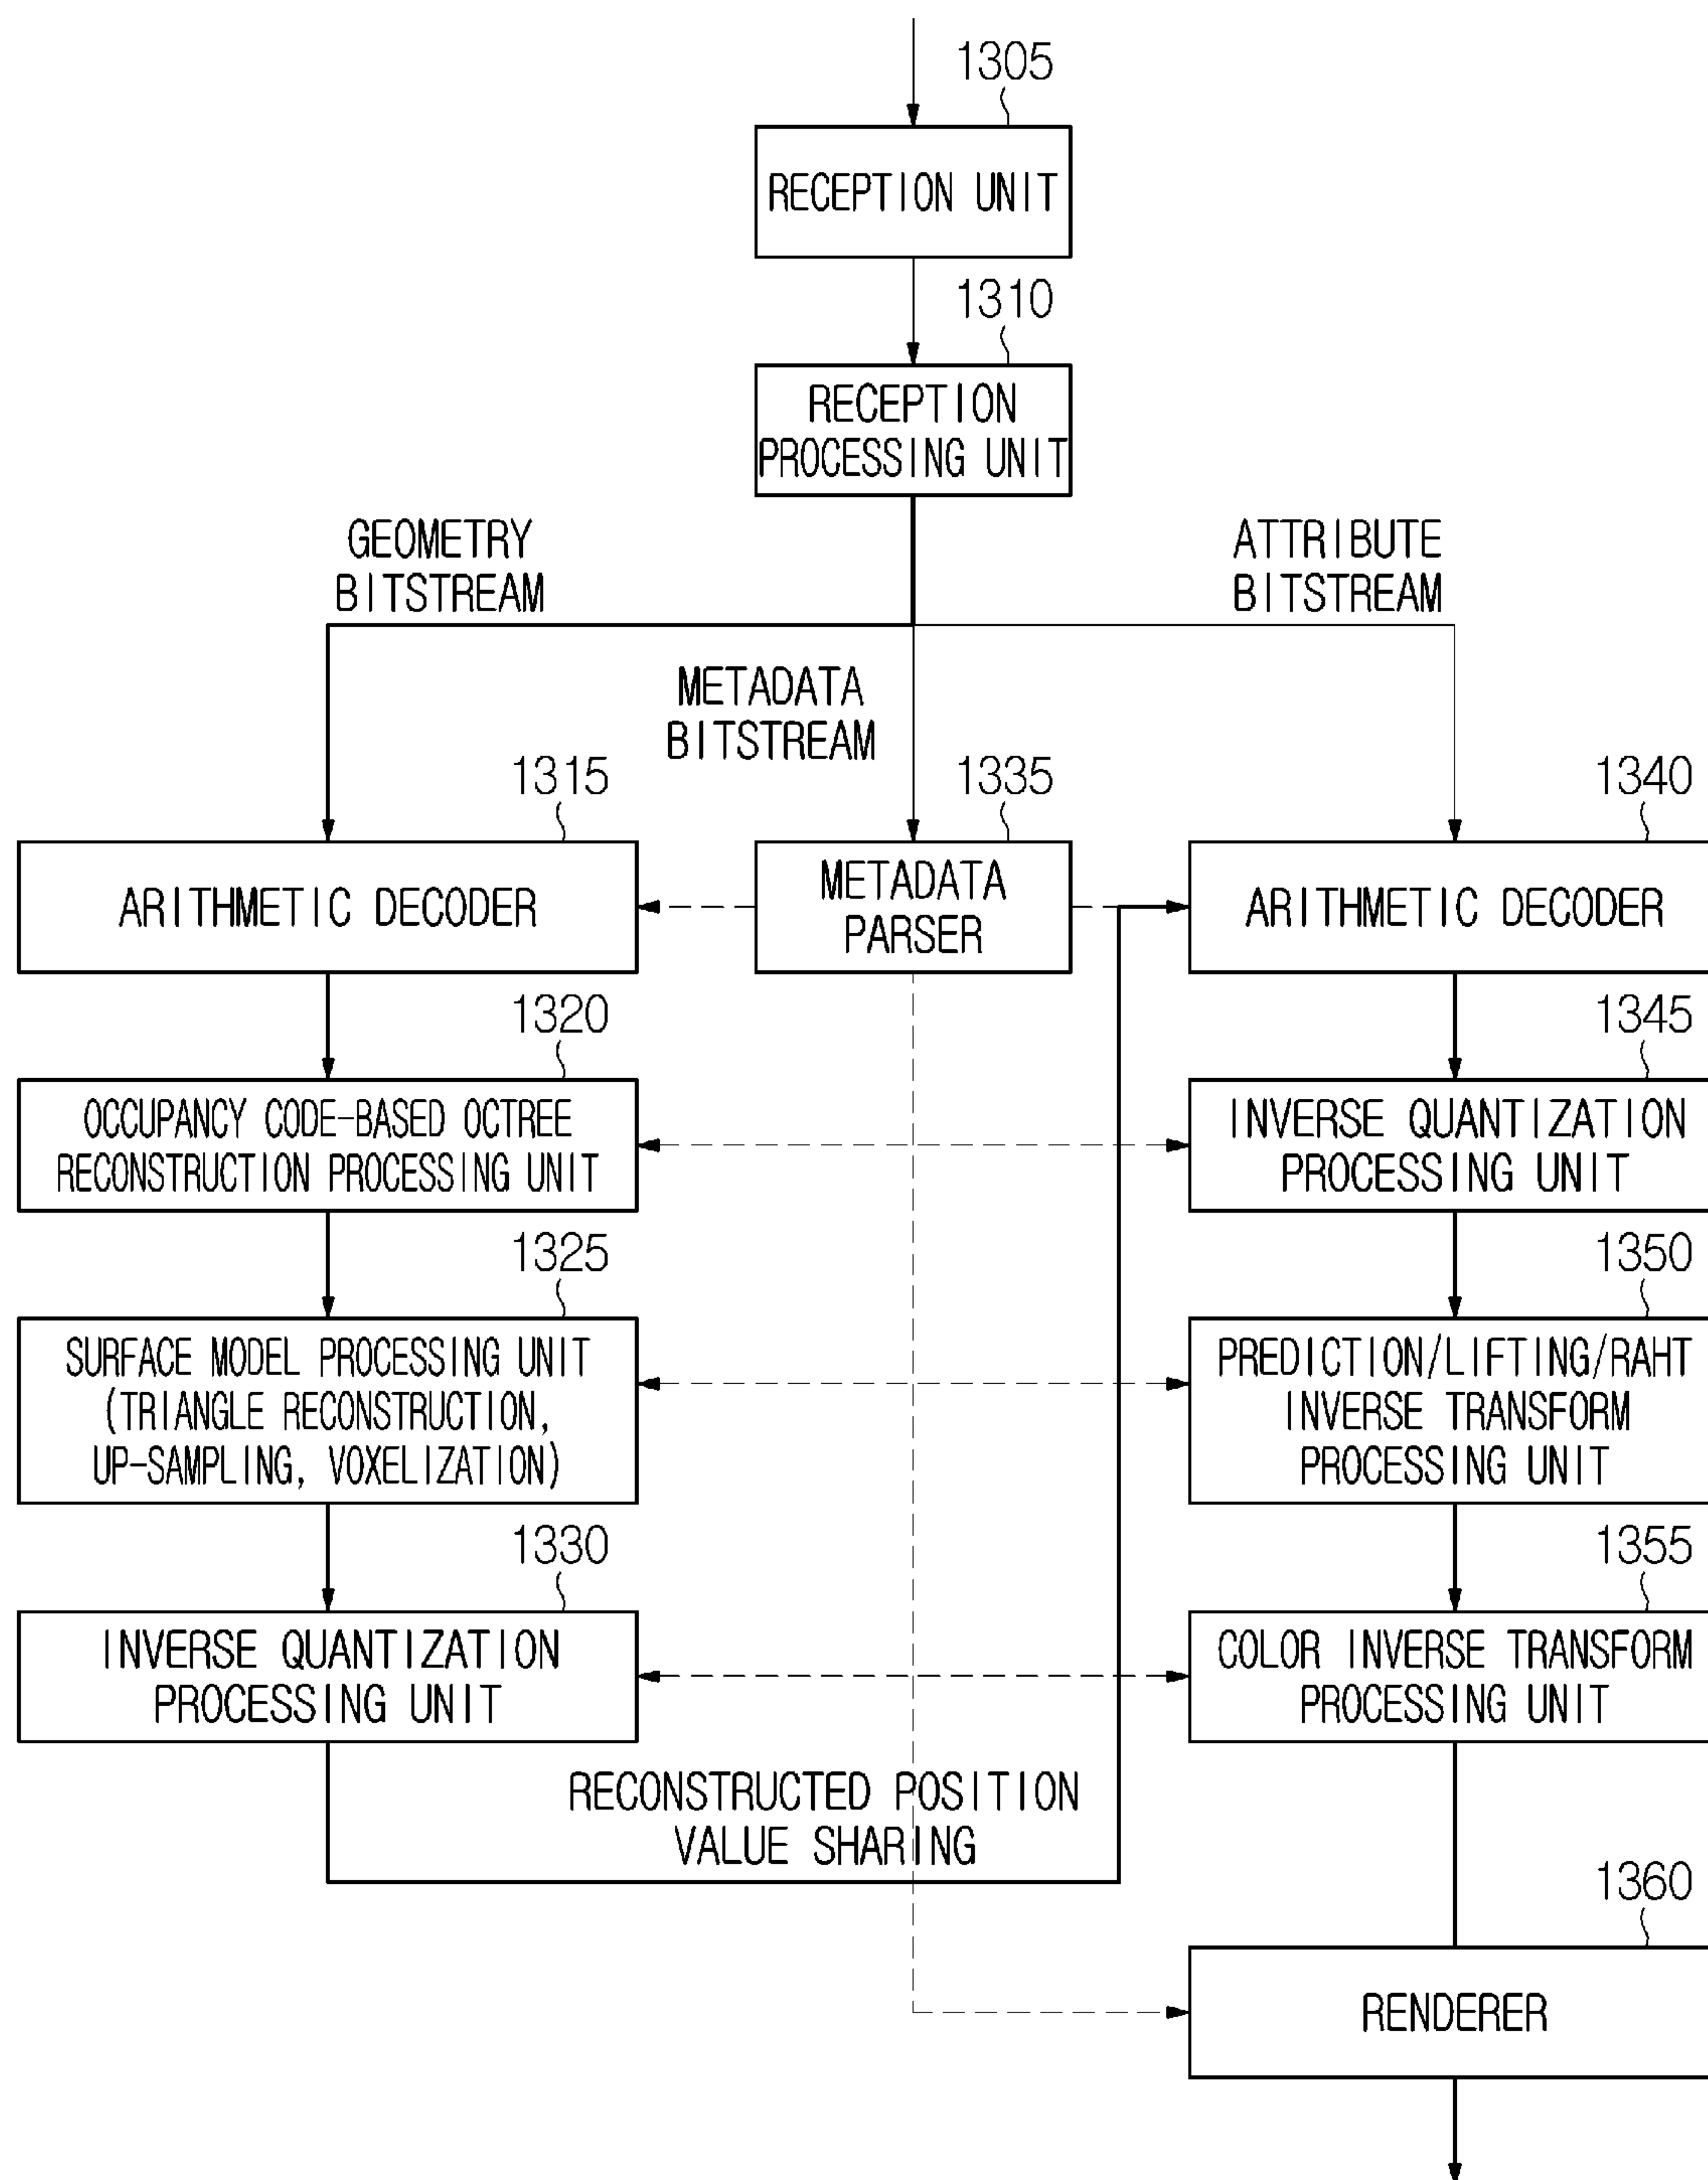 1305
RECEPTION UNIT
1310
RECEPTION
PROCESSING UNIT
GEOMETRY
BITSTREAM
ATTRIBUTE
BITSTREAM
METADATA
BITSTREAM
1315
1335
1340
ARITHMETIC DECODER
METADATA
PARSER
ARITHMETIC DECODER
1320
1345
OCCUPANCY CODE-BASED OCTREE
RECONSTRUCTION PROCESSING UNIT
INVERSE QUANTIZATION
PROCESSING UNIT
1325
1350
SURFACE MODEL PROCESSING UNIT
(TRIANGLE RECONSTRUCTION,
UP-SAMPLING, VOXELIZATION)
PREDICTION/LIFTING/RAHT
INVERSE TRANSFORM
PROCESSING UNIT
1330
1355
INVERSE QUANTIZATION
PROCESSING UNIT
COLOR INVERSE TRANSFORM
PROCESSING UNIT
RECONSTRUCTED POSITION
VALUE SHARING
1360
RENDERER